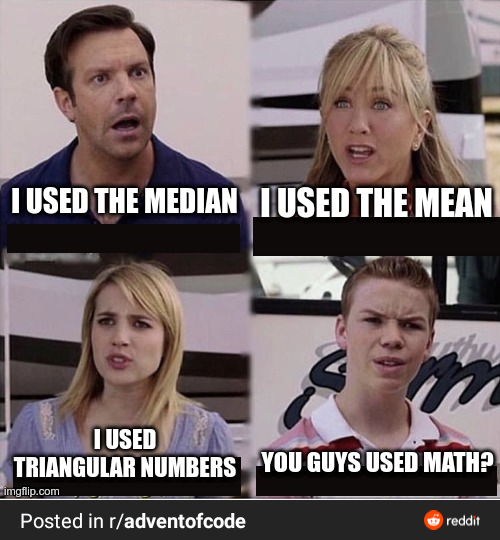 I USED THE MEDIAN
I USED THE MEAN
I USED
TRIANGULAR NUMBERS
YOU GUYS USED MATH?
imgflip.com
Posted in r/adventofcode
reddit